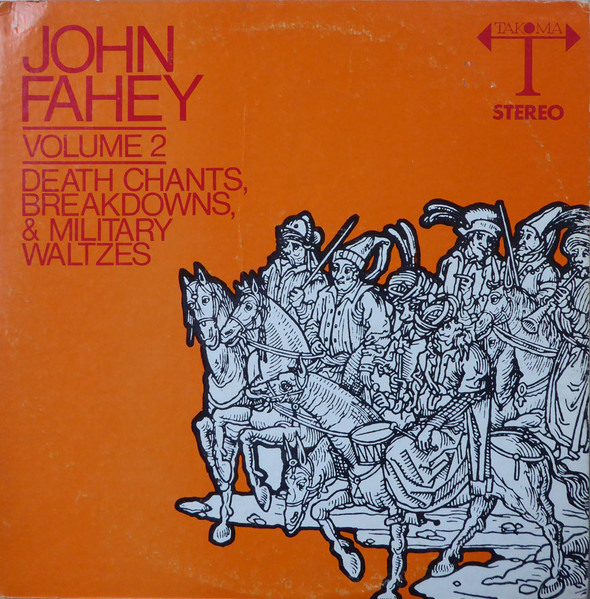 JOHN
FAHEY
VOLUME 2
DEATH CHANTS,
BREAKDOWNS,
& MILITARY
WALTZES
TAKOMA
STEREO